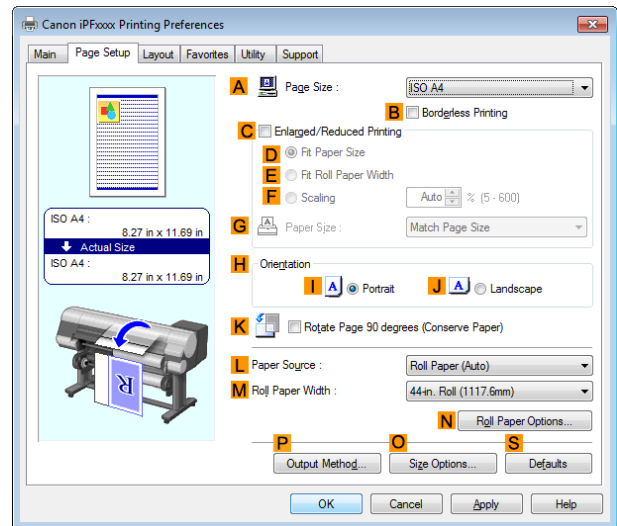 Canon iPFxxxx Printing Preferences
Main Page Setup Layout Favorites Utility Support
A Page Size : ISO A4
B Borderless Printing
C Enlarged/Reduced Printing
D Fit Paper Size
E Fit Roll Paper Width
F Scaling Auto % (5 - 600)
G Paper Size : Match Page Size
ISO A4 :
8.27 in x 11.69 in
Actual Size
ISO A4 :
8.27 in x 11.69 in
H Orientation
I A Portrait J A Landscape
K Rotate Page 90 degrees (Conserve Paper)
L Paper Source : Roll Paper (Auto)
M Roll Paper Width : 44-in. Roll (1117.6mm)
R
N Roll Paper Options...
P O S
Output Method... Size Options... Defaults
OK Cancel Apply Help